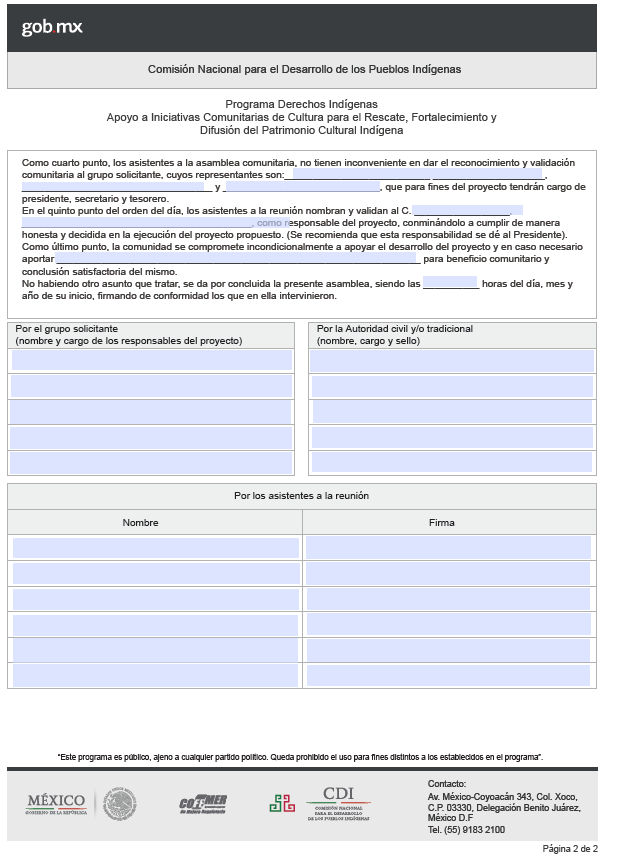 gob.mx
Comisión Nacional para el Desarrollo de los Pueblos Indígenas
Programa Derechos Indígenas
Apoyo a Iniciativas Comunitarias de Cultura para el Rescate, Fortalecimiento y
Difusión del Patrimonio Cultural Indígena
Como cuarto punto, los asistentes a la asamblea comunitaria, no tienen inconveniente en dar el reconocimiento y validación
comunitaria al grupo solicitante, cuyos representantes son:__________ __________,
__________ y __________, que para fines del proyecto tendrán cargo de
presidente, secretario y tesorero.
En el quinto punto del orden del día, los asistentes a la reunión nombran y validan al C. __________
__________, como responsable del proyecto, conminándolo a cumplir de manera
honesta y decidida en la ejecución del proyecto propuesto. (Se recomienda que esta responsabilidad se dé al Presidente).
Como último punto, la comunidad se compromete incondicionalmente a apoyar el desarrollo del proyecto y en caso necesario
aportar __________ para beneficio comunitario y
conclusión satisfactoria del mismo.
No habiendo otro asunto que tratar, se da por concluida la presente asamblea, siendo las __________ horas del día, mes y
año de su inicio, firmando de conformidad los que en ella intervinieron.
Por el grupo solicitante
(nombre y cargo de los responsables del proyecto)
Por la Autoridad civil y/o tradicional
(nombre, cargo y sello)
Por los asistentes a la reunión
Nombre
Firma
"Este programa es público, ajeno a cualquier partido político. Queda prohibido el uso para fines distintos a los establecidos en el programa".
MÉXICO
GOBIERNO DE LA REPÚBLICA
COFEMER
CDI
COMISIÓN NACIONAL
PARA EL DESARROLLO
DE LOS PUEBLOS INDÍGENAS
Contacto:
Av. México-Coyoacán 343, Col. Xoco,
C.P. 03330, Delegación Benito Juárez,
México D.F
Tel. (55) 9183 2100
Página 2 de 2